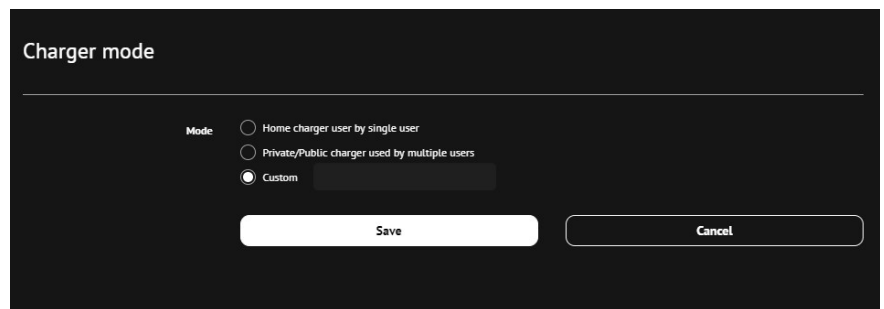 Charger mode
Mode
Home charger user by single user
Private/Public charger used by multiple users
Custom
Save
Cancel